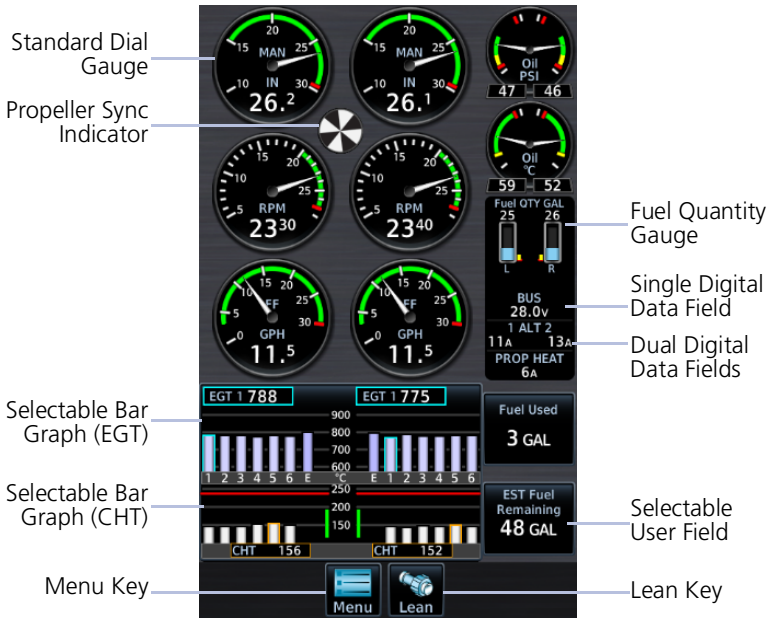 Standard Dial
Gauge
Propeller Sync
Indicator
Selectable Bar
Graph (EGT)
Selectable Bar
Graph (CHT)
Menu Key
20
15 25
MAN
10 IN 30
26.2
20
15 25
MAN
10 IN 30
26.1
Oil
PSI
47 46
15 20
10 25
5 RPM
2330
15 20
10 25
5 RPM
2340
Oil
°C
59 52
Fuel QTY GAL
25 26
L R
BUS
28.0V
1 ALT 2
11A 13A
PROP HEAT
6A
10 15 20
5 FF 25
0 GPH 30
11.5
10 15 20
5 FF 25
0 GPH 30
11.5
EGT 1 788
EGT 1 775
900
800
700
600
1 2 3 4 5 6 E °C E 1 2 3 4 5 6
250
200
150
CHT 156
CHT 152
Fuel Used
3 GAL
EST Fuel
Remaining
48 GAL
Menu
Lean
Fuel Quantity
Gauge
Single Digital
Data Field
Dual Digital
Data Fields
Selectable
User Field
Lean Key